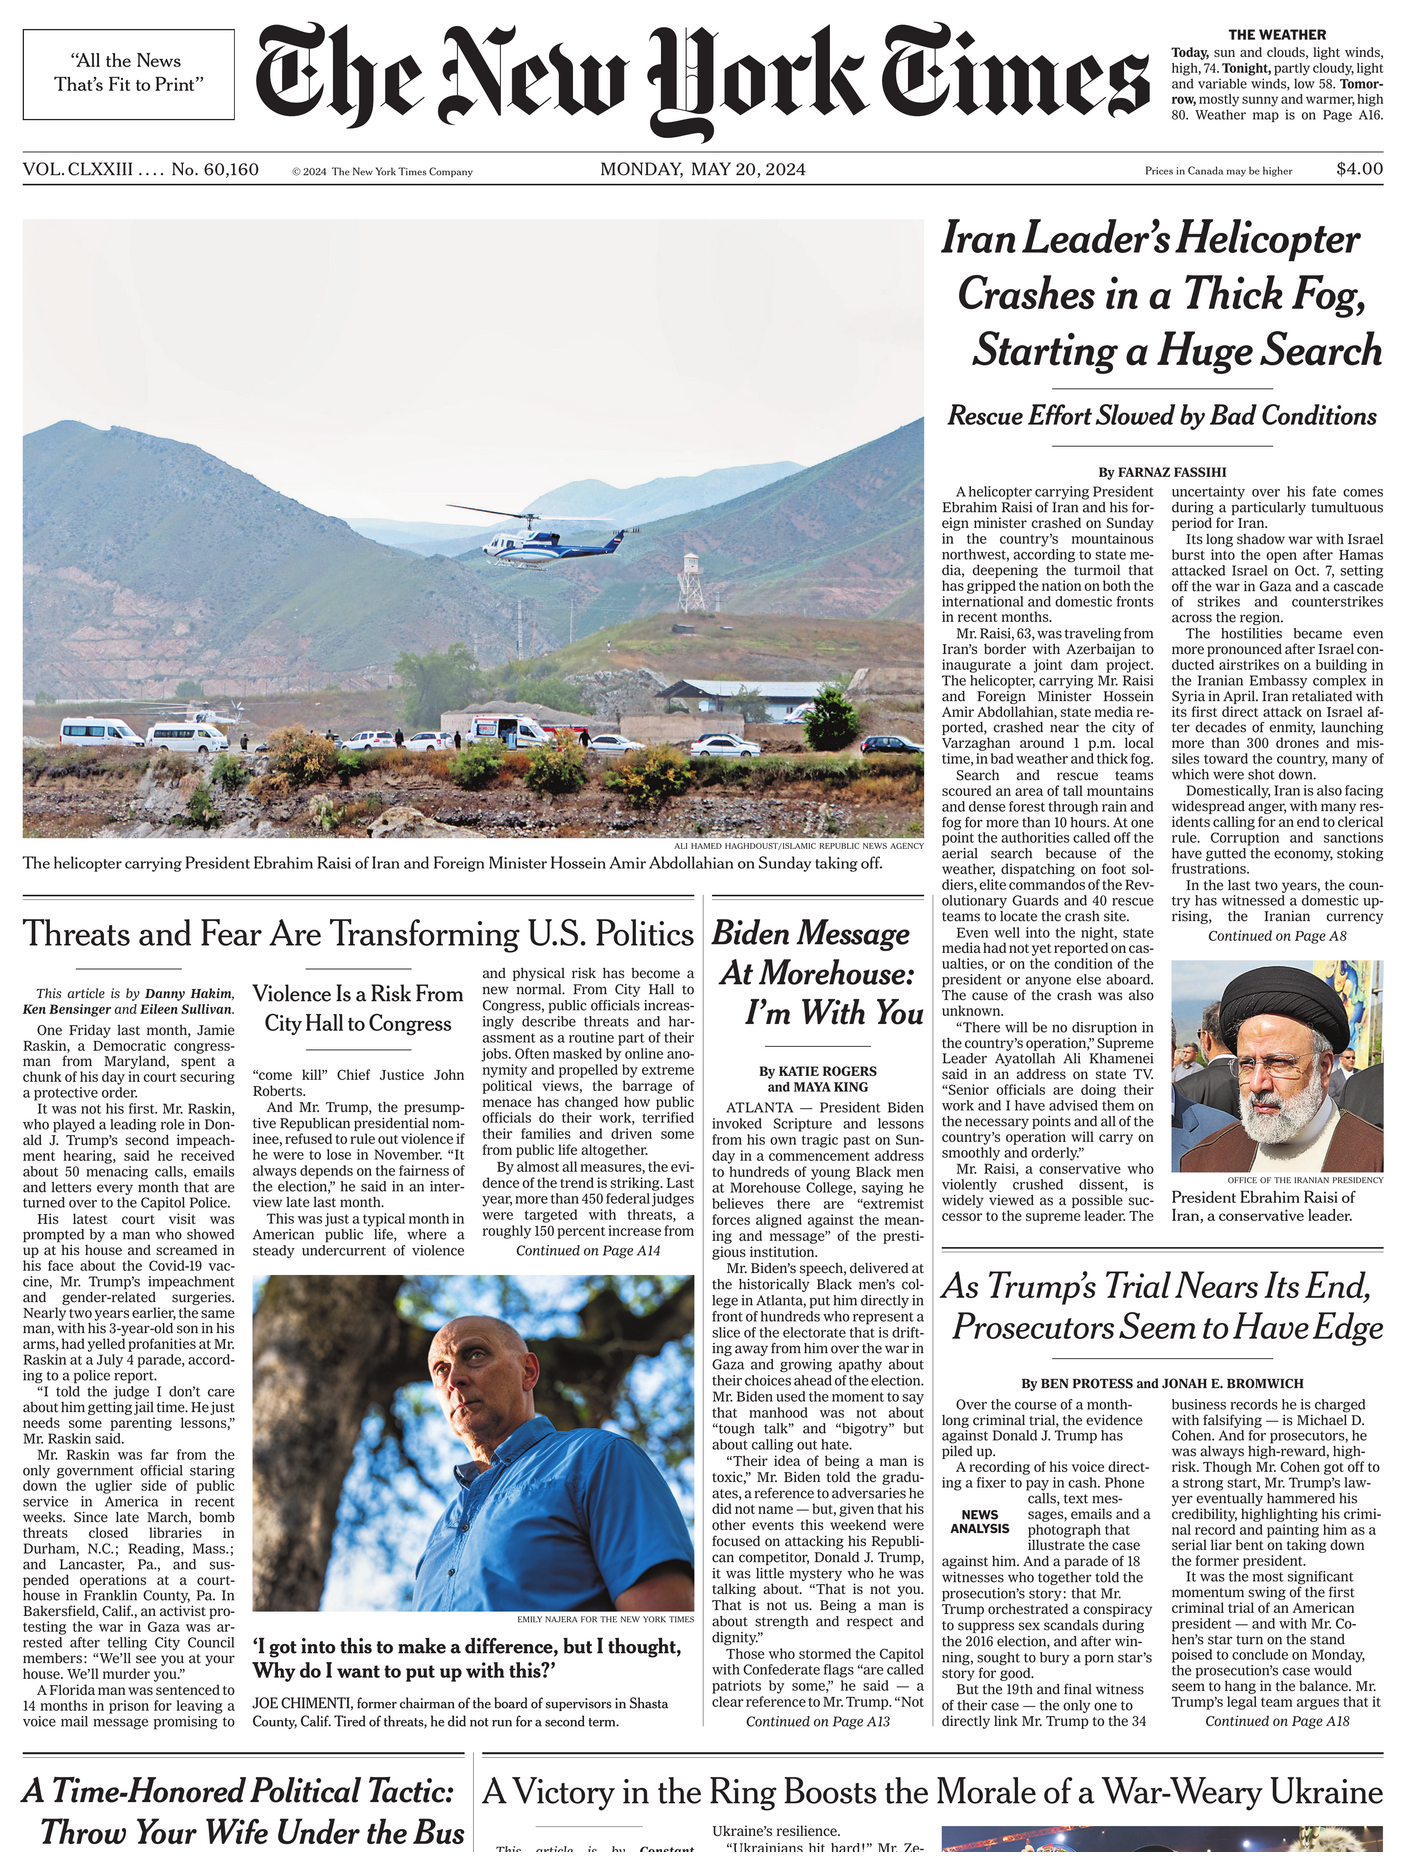 “All the News
That’s Fit to Print”
The New York Times
THE WEATHER
Today, sun and clouds, light winds,
high, 74. Tonight, partly cloudy, light
and variable winds, low 58. Tomor-
row, mostly sunny and warmer, high
80. Weather map is on Page A16.
VOL. CLXXIII .... No. 60,160
© 2024 The New York Times Company
MONDAY, MAY 20, 2024
Prices in Canada may be higher
$4.00
ALI HAMED HAGHDOUST/ISLAMIC REPUBLIC NEWS AGENCY
The helicopter carrying President Ebrahim Raisi of Iran and Foreign Minister Hossein Amir Abdollahian on Sunday taking off.
Iran Leader’s Helicopter
Crashes in a Thick Fog,
Starting a Huge Search
Rescue Effort Slowed by Bad Conditions
By FARNAZ FASSIHI
A helicopter carrying President
Ebrahim Raisi of Iran and his for-
eign minister crashed on Sunday
in the country’s mountainous
northwest, according to state me-
dia, deepening the turmoil that
has gripped the nation on both the
international and domestic fronts
in recent months.
Mr. Raisi, 63, was traveling from
Iran’s border with Azerbaijan to
inaugurate a joint dam project.
The helicopter, carrying Mr. Raisi
and Foreign Minister Hossein
Amir Abdollahian, state media re-
ported, crashed near the city of
Varzaghan around 1 p.m. local
time, in bad weather and thick fog.
Search and rescue teams
scoured an area of tall mountains
and dense forest through rain and
fog for more than 10 hours. At one
point the authorities called off the
aerial search because of the
weather, dispatching on foot sol-
diers, elite commandos of the Rev-
olutionary Guards and 40 rescue
teams to locate the crash site.
Even well into the night, state
media had not yet reported on cas-
ualties, or on the condition of the
president or anyone else aboard.
The cause of the crash was also
unknown.
“There will be no disruption in
the country’s operation,” Supreme
Leader Ayatollah Ali Khamenei
said in an address on state TV.
“Senior officials are doing their
work and I have advised them on
the necessary points and all of the
country’s operation will carry on
smoothly and orderly.”
Mr. Raisi, a conservative who
violently crushed dissent, is
widely viewed as a possible suc-
cessor to the supreme leader. The
uncertainty over his fate comes
during a particularly tumultuous
period for Iran.
Its long shadow war with Israel
burst into the open after Hamas
attacked Israel on Oct. 7, setting
off the war in Gaza and a cascade
of strikes and counterstrikes
across the region.
The hostilities became even
more pronounced after Israel con-
ducted airstrikes on a building in
the Iranian Embassy complex in
Syria in April. Iran retaliated with
its first direct attack on Israel af-
ter decades of enmity, launching
more than 300 drones and mis-
siles toward the country, many of
which were shot down.
Domestically, Iran is also facing
widespread anger, with many res-
idents calling for an end to clerical
rule. Corruption and sanctions
have gutted the economy, stoking
frustrations.
In the last two years, the coun-
try has witnessed a domestic up-
rising, the Iranian currency
Continued on Page A8
OFFICE OF THE IRANIAN PRESIDENCY
President Ebrahim Raisi of
Iran, a conservative leader.
Threats and Fear Are Transforming U.S. Politics
This article is by Danny Hakim,
Ken Bensinger and Eileen Sullivan.
One Friday last month, Jamie
Raskin, a Democratic congress-
man from Maryland, spent a
chunk of his day in court securing
a protective order.
It was not his first. Mr. Raskin,
who played a leading role in Don-
ald J. Trump’s second impeach-
ment hearing, said he received
about 50 menacing calls, emails
and letters every month that are
turned over to the Capitol Police.
His latest court visit was
prompted by a man who showed
up at his house and screamed in
his face about the Covid-19 vac-
cine, Mr. Trump’s impeachment
and gender-related surgeries.
Nearly two years earlier, the same
man, with his 3-year-old son in his
arms, had yelled profanities at Mr.
Raskin at a July 4 parade, accord-
ing to a police report.
“I told the judge I don’t care
about him getting jail time. He just
needs some parenting lessons,”
Mr. Raskin said.
Mr. Raskin was far from the
only government official staring
down the uglier side of public
service in America in recent
weeks. Since late March, bomb
threats closed libraries in
Durham, N.C.; Reading, Mass.;
and Lancaster, Pa., and sus-
pended operations at a court-
house in Franklin County, Pa. In
Bakersfield, Calif., an activist pro-
testing the war in Gaza was ar-
rested after telling City Council
members: “We’ll see you at your
house. We’ll murder you.”
A Florida man was sentenced to
14 months in prison for leaving a
voice mail message promising to
Violence Is a Risk From
City Hall to Congress
“come kill” Chief Justice John
Roberts.
And Mr. Trump, the presump-
tive Republican presidential nom-
inee, refused to rule out violence if
he were to lose in November. “It
always depends on the fairness of
the election,” he said in an inter-
view late last month.
This was just a typical month in
American public life, where a
steady undercurrent of violence
and physical risk has become a
new normal. From City Hall to
Congress, public officials increas-
ingly describe threats and har-
assment as a routine part of their
jobs. Often masked by online ano-
nymity and propelled by extreme
political views, the barrage of
menace has changed how public
officials do their work, terrified
their families and driven some
from public life altogether.
By almost all measures, the evi-
dence of the trend is striking. Last
year, more than 450 federal judges
were targeted with threats, a
roughly 150 percent increase from
Continued on Page A14
EMILY NAJERA FOR THE NEW YORK TIMES
‘I got into this to make a difference, but I thought,
Why do I want to put up with this?’
JOE CHIMENTI, former chairman of the board of supervisors in Shasta
County, Calif. Tired of threats, he did not run for a second term.
Biden Message
At Morehouse:
I’m With You
By KATIE ROGERS
and MAYA KING
ATLANTA — President Biden
invoked Scripture and lessons
from his own tragic past on Sun-
day in a commencement address
to hundreds of young Black men
at Morehouse College, saying he
believes there are “extremist
forces aligned against the mean-
ing and message” of the presti-
gious institution.
Mr. Biden’s speech, delivered at
the historically Black men’s col-
lege in Atlanta, put him directly in
front of hundreds who represent a
slice of the electorate that is drift-
ing away from him over the war in
Gaza and growing apathy about
their choices ahead of the election.
Mr. Biden used the moment to say
that manhood was not about
“tough talk” and “bigotry” but
about calling out hate.
“Their idea of being a man is
toxic,” Mr. Biden told the gradu-
ates, a reference to adversaries he
did not name — but, given that his
other events this weekend were
focused on attacking his Republi-
can competitor, Donald J. Trump,
it was little mystery who he was
talking about. “That is not you.
That is not us. Being a man is
about strength and respect and
dignity.”
Those who stormed the Capitol
with Confederate flags “are called
patriots by some,” he said — a
clear reference to Mr. Trump. “Not
Continued on Page A13
As Trump’s Trial Nears Its End,
Prosecutors Seem to Have Edge
By BEN PROTESS and JONAH E. BROMWICH
Over the course of a month-
long criminal trial, the evidence
against Donald J. Trump has
piled up.
A recording of his voice direct-
ing a fixer to pay in cash. Phone
calls, text mes-
sages, emails and a
photograph that
illustrate the case
NEWS
ANALYSIS
against him. And a parade of 18
witnesses who together told the
prosecution’s story: that Mr.
Trump orchestrated a conspiracy
to suppress sex scandals during
the 2016 election, and after win-
ning, sought to bury a porn star’s
story for good.
But the 19th and final witness
of their case — the only one to
directly link Mr. Trump to the 34
business records he is charged
with falsifying — is Michael D.
Cohen. And for prosecutors, he
was always high-reward, high-
risk. Though Mr. Cohen got off to
a strong start, Mr. Trump’s law-
yer eventually hammered his
credibility, highlighting his crimi-
nal record and painting him as a
serial liar bent on taking down
the former president.
It was the most significant
momentum swing of the first
criminal trial of an American
president — and with Mr. Co-
hen’s star turn on the stand
poised to conclude on Monday,
the prosecution’s case would
seem to hang in the balance. Mr.
Trump’s legal team argues that it
Continued on Page A18
A Time-Honored Political Tactic:
Throw Your Wife Under the Bus
A Victory in the Ring Boosts the Morale of a War-Weary Ukraine
This article is by Constant
Ukraine’s resilience.
“Ukrainians hit hard!” Mr. Ze-